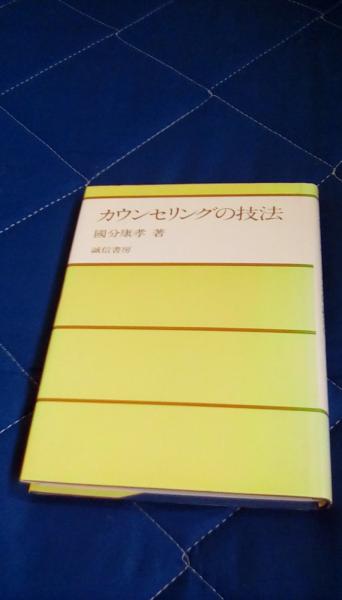 カウンセリングの技法
國分康孝 著
誠信書房